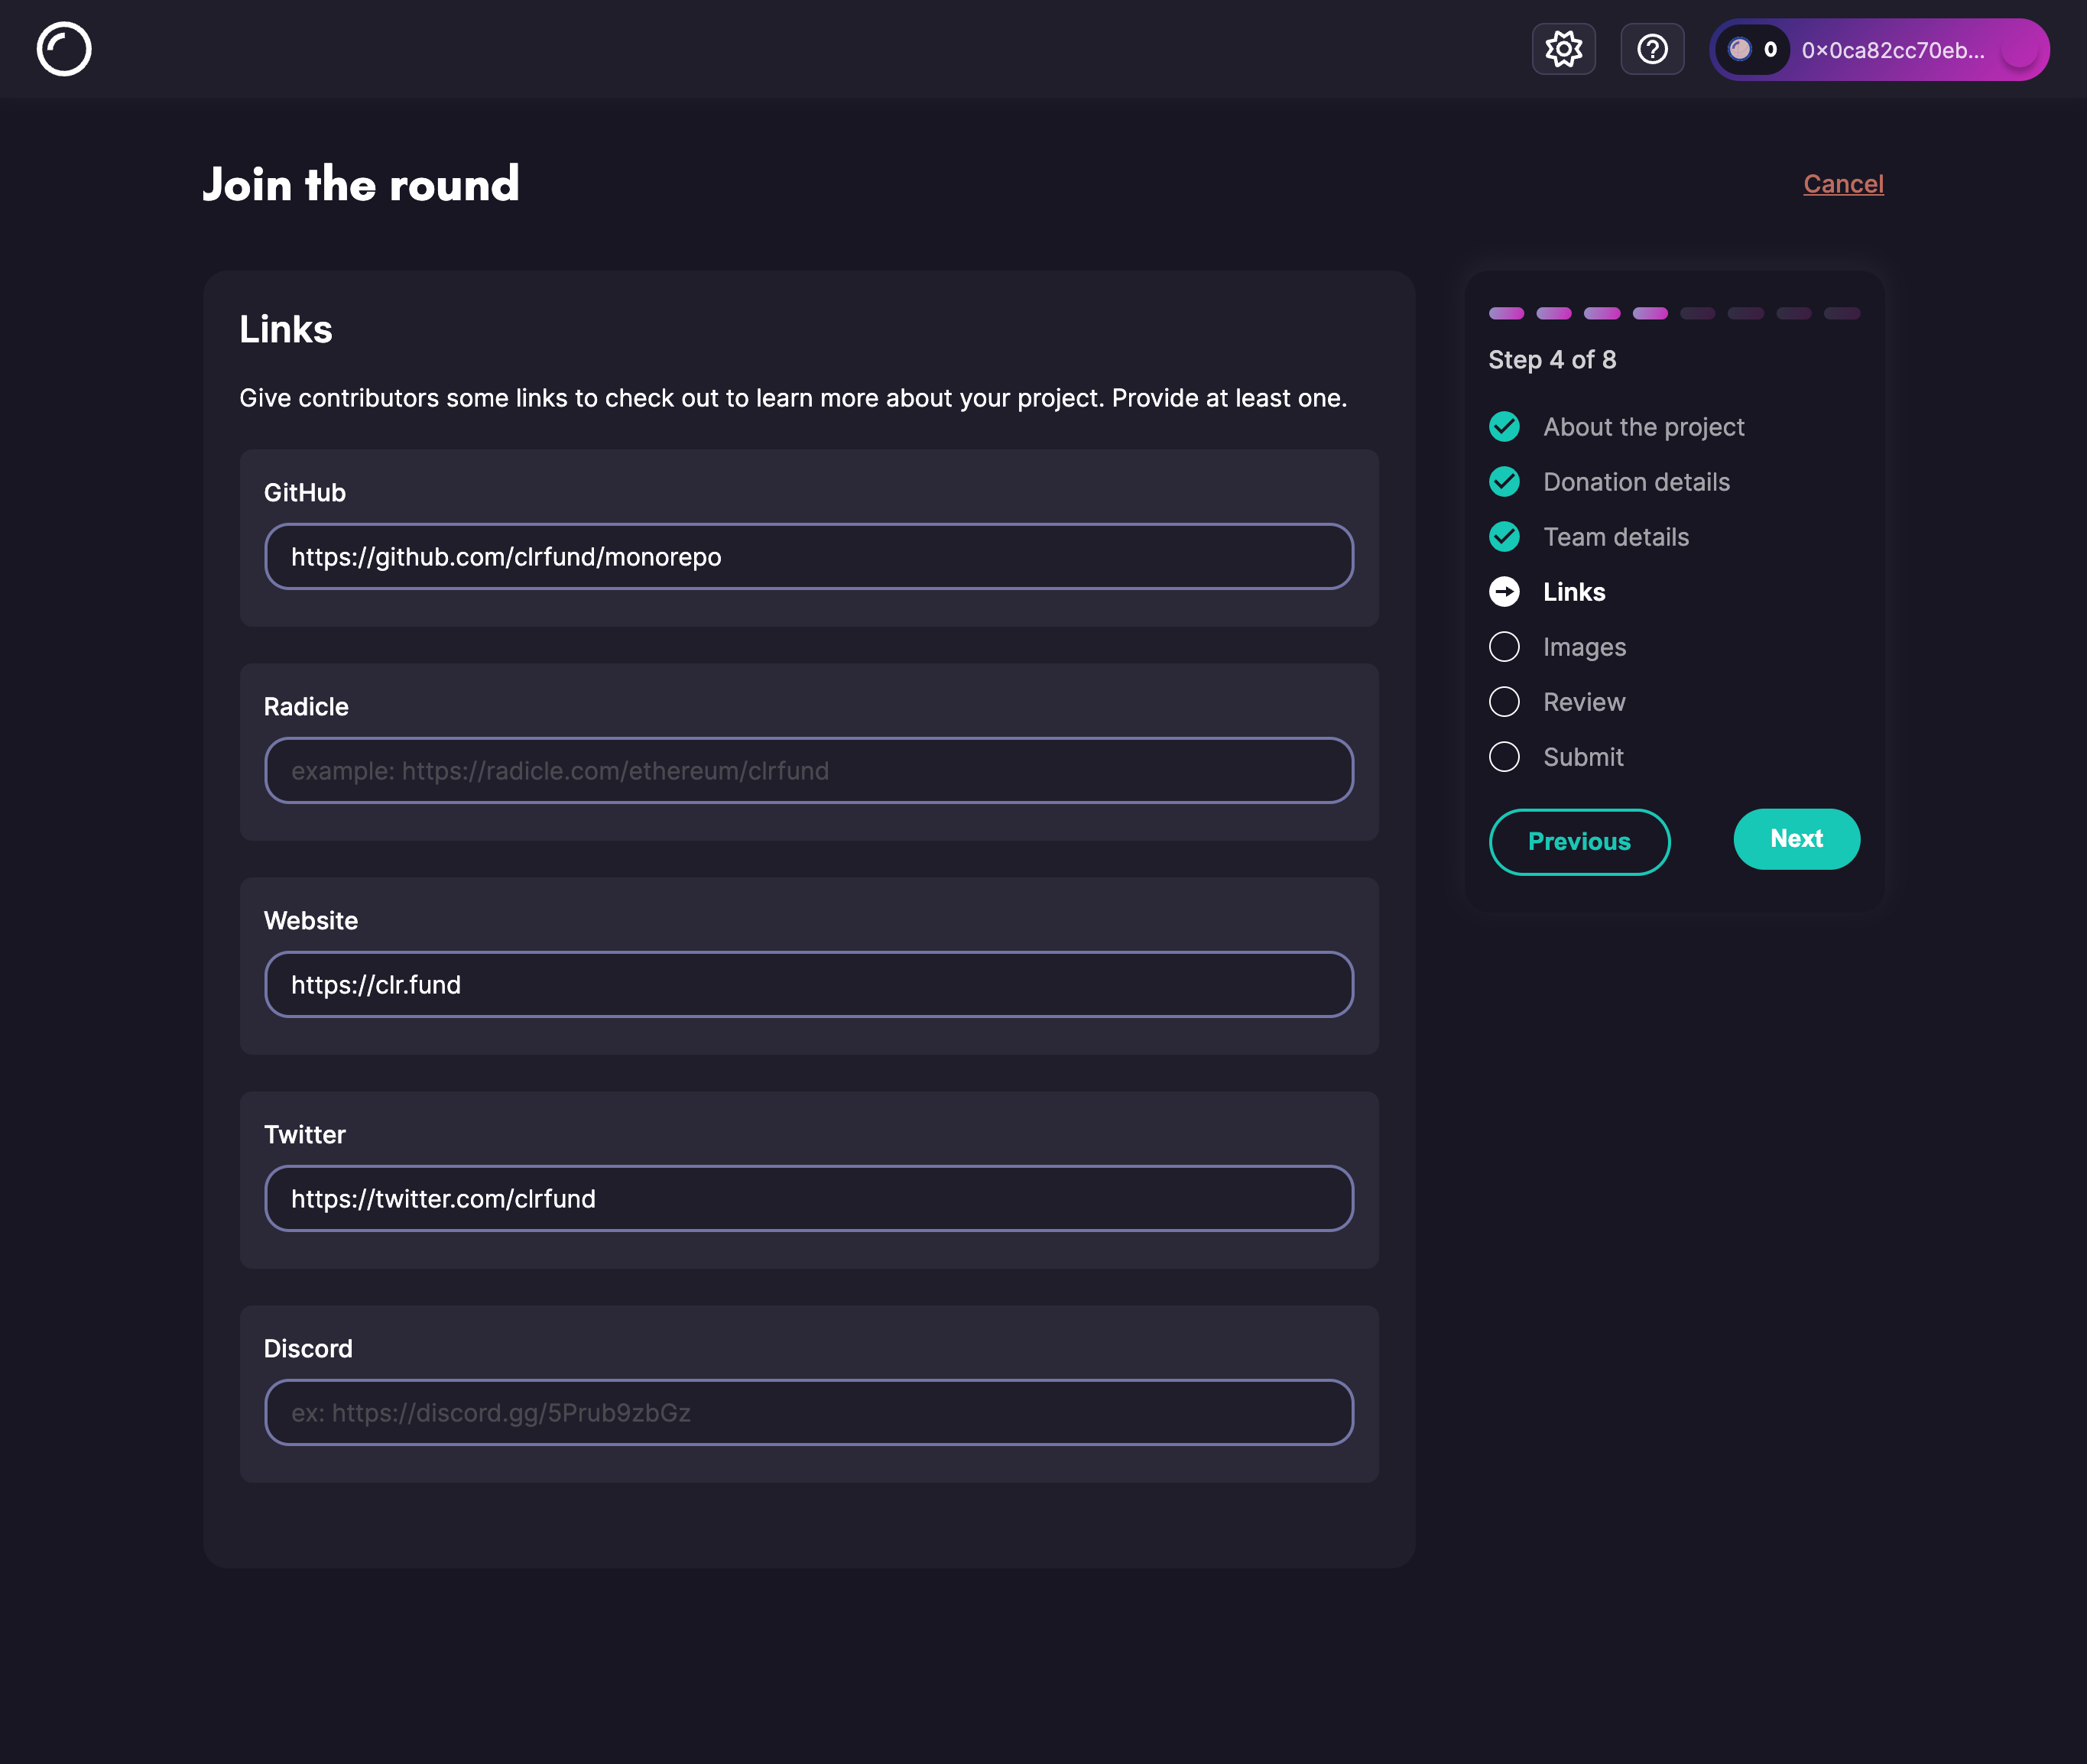 0 0×0ca82cc70eb...
Join the round
Cancel
Links
Give contributors some links to check out to learn more about your project. Provide at least one.
GitHub
https://github.com/clrfund/monorepo
Radicle
example: https://radicle.com/ethereum/clrfund
Website
https://clr.fund
Twitter
https://twitter.com/clrfund
Discord
ex: https://discord.gg/5Prub9zbGz
Step 4 of 8
About the project
Donation details
Team details
Links
Images
Review
Submit
Previous
Next